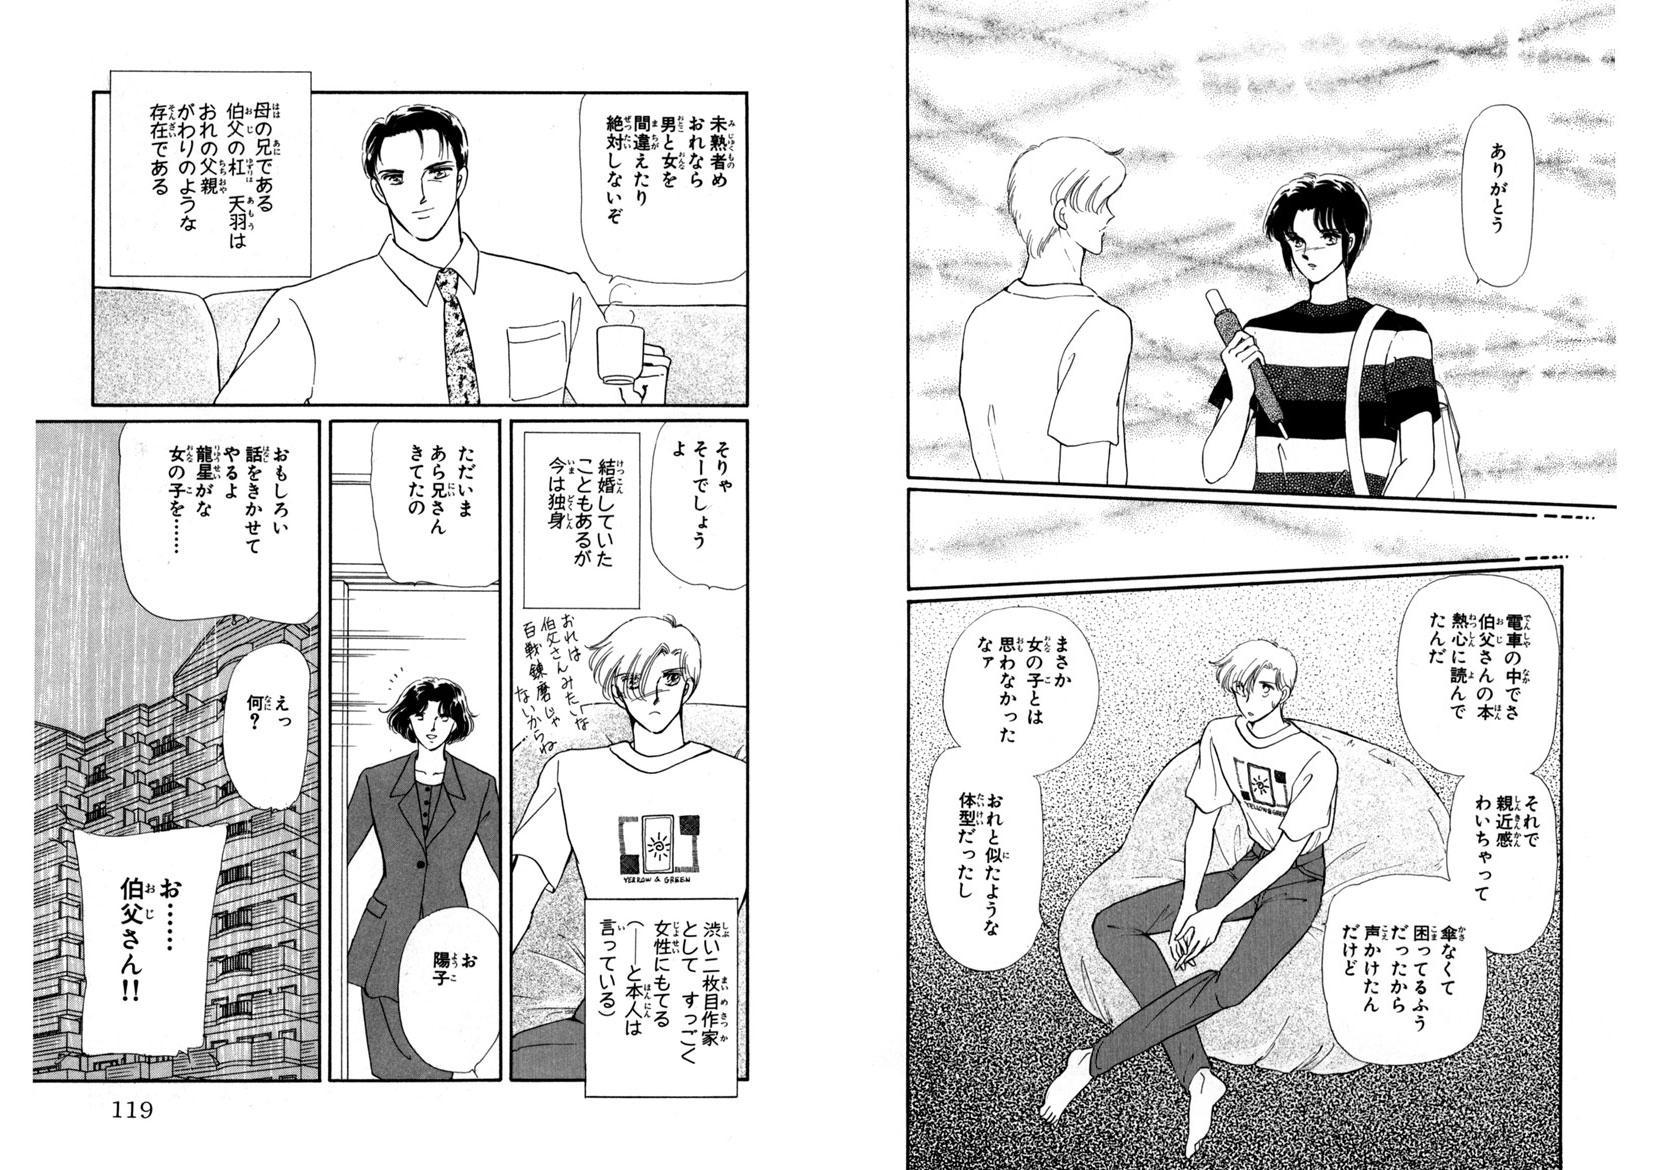 ありがとう
電車の中でさ
伯父さんの本
熱心に読んで
たんだ
それで
親近感
わいちゃって
傘なくて
困ってるふう
だったから
声かけたん
だけど
まさか
女の子とは
思わなかった
なァ
おれと似たような
体型だったし
YELLOW & GREEN
未熟者め
おれなら
男と女を
間違えたり
絶対しないぞ
母の兄である
伯父の杠 天羽は
おれの父親
がわりのような
存在である
そりゃ
そーでしょう
よ
結婚していた
こともあるが
今は独身
おれは
伯父さんみたいな
百戦錬磨じゃ
ないからね
YERROW & GREEN
渋い二枚目作家
として すっごく
女性にもてる
(――と本人は
言っている)
ただいま
あら兄さん
きてたの
お
陽子
おもしろい
話をきかせて
やるよ
龍星がな
女の子を……
えっ
何?
お……
伯父さん!!
119